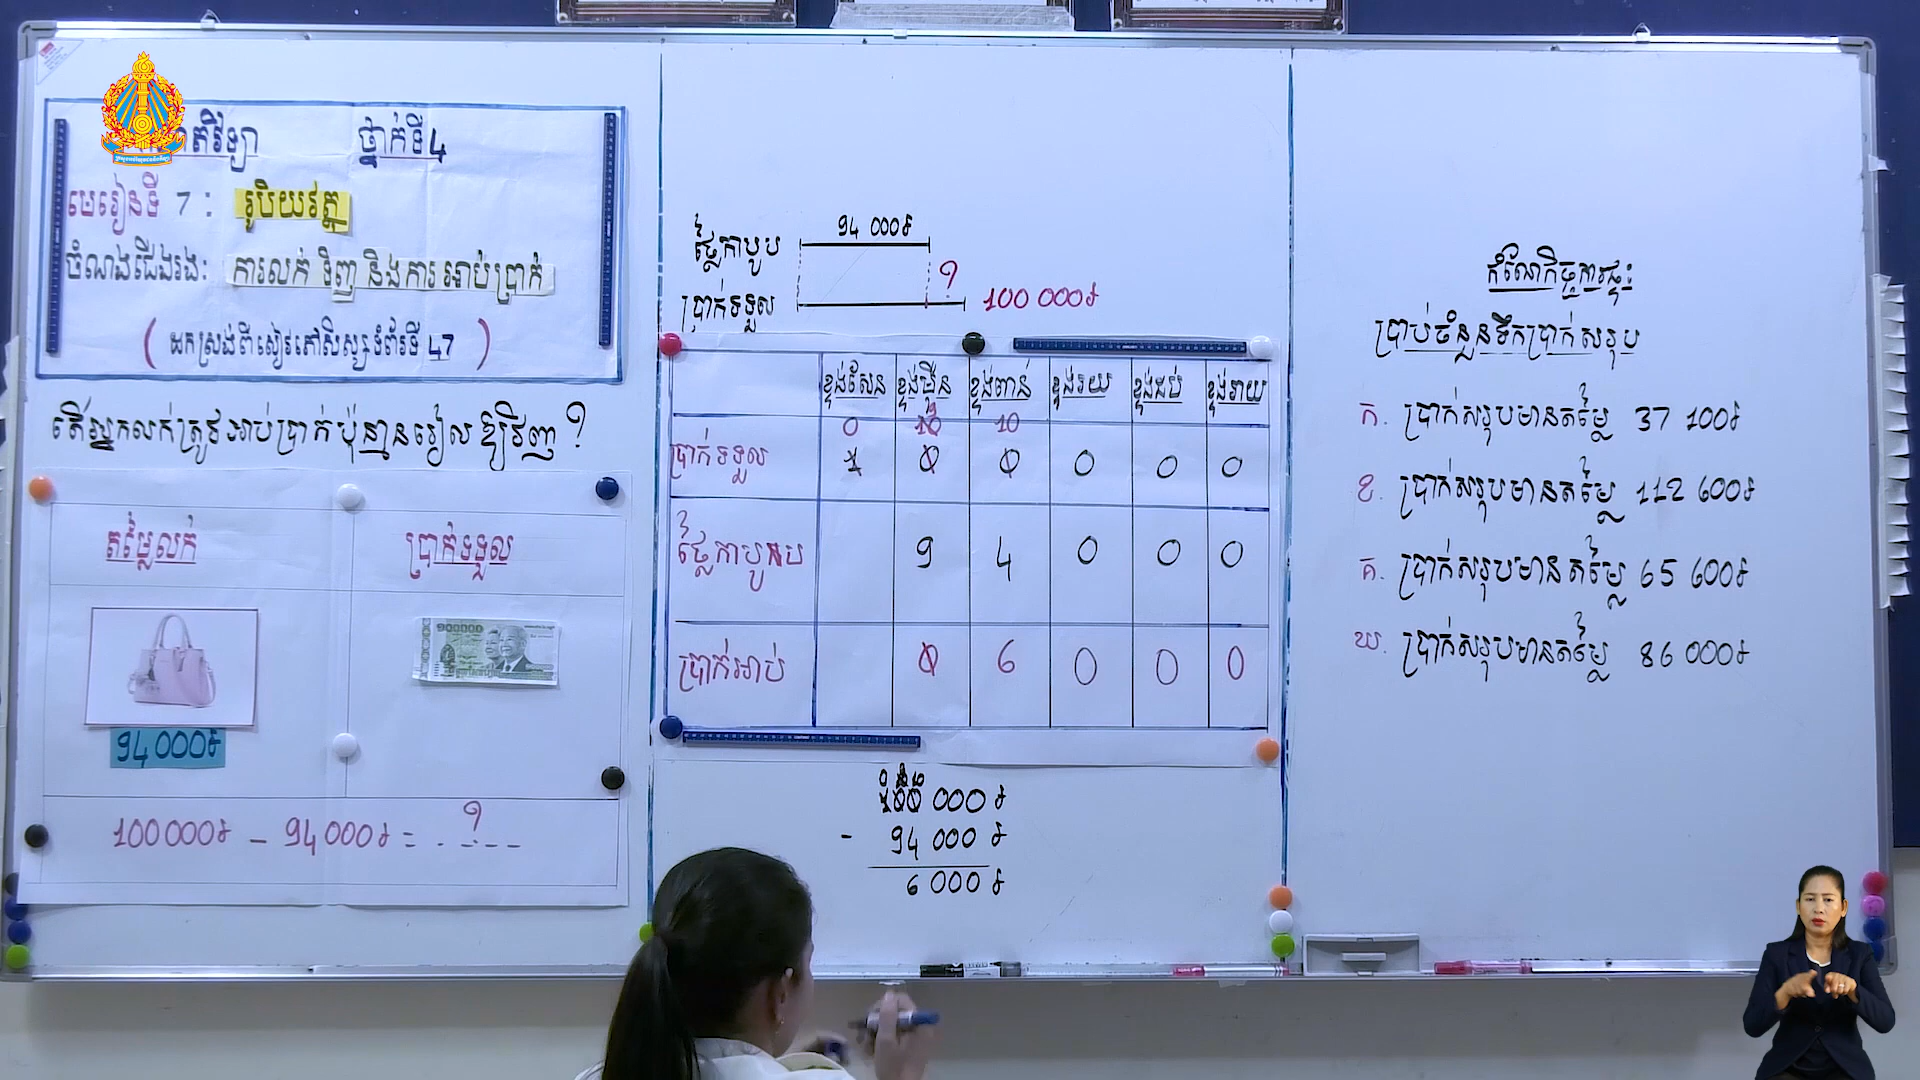 ថ្នាក់ទី4
មេរៀនទី 7 : រូបិយវត្ថុ
ចំណងជើងរង: ការលក់ ទិញ និងការអាប់ប្រាក់
( ដកស្រង់ពីសៀវភៅសិស្សទំព័រទី 47 )
តើអ្នកលក់ត្រូវអាប់ប្រាក់ប៉ុន្មានរៀលឱ្យវិញ ?
តម្លៃលក់ ប្រាក់ទទួល
94 000៛
100 000៛ – 94 000៛ = ?
ថ្លៃកាបូប 94 000៛
?
ប្រាក់ទទួល 100 000៛
ខ្ទង់សែន ខ្ទង់ម៉ឺន ខ្ទង់ពាន់ ខ្ទង់រយ ខ្ទង់ដប់ ខ្ទង់រាយ
0 9 10 10
ប្រាក់ទទួល 1 0 0 0 0 0
ថ្លៃកាបូប 9 4 0 0 0
ប្រាក់អាប់ 0 6 0 0 0
100 000 ៛
- 94 000 ៛
6 000 ៛
កំណែកិច្ចការផ្ទះ
ប្រាប់ចំនួនទឹកប្រាក់សរុប
ក. ប្រាក់សរុបមានតម្លៃ 37 100៛
ខ. ប្រាក់សរុបមានតម្លៃ 112 600៛
គ. ប្រាក់សរុបមានតម្លៃ 65 600៛
ឃ. ប្រាក់សរុបមានតម្លៃ 86 000៛